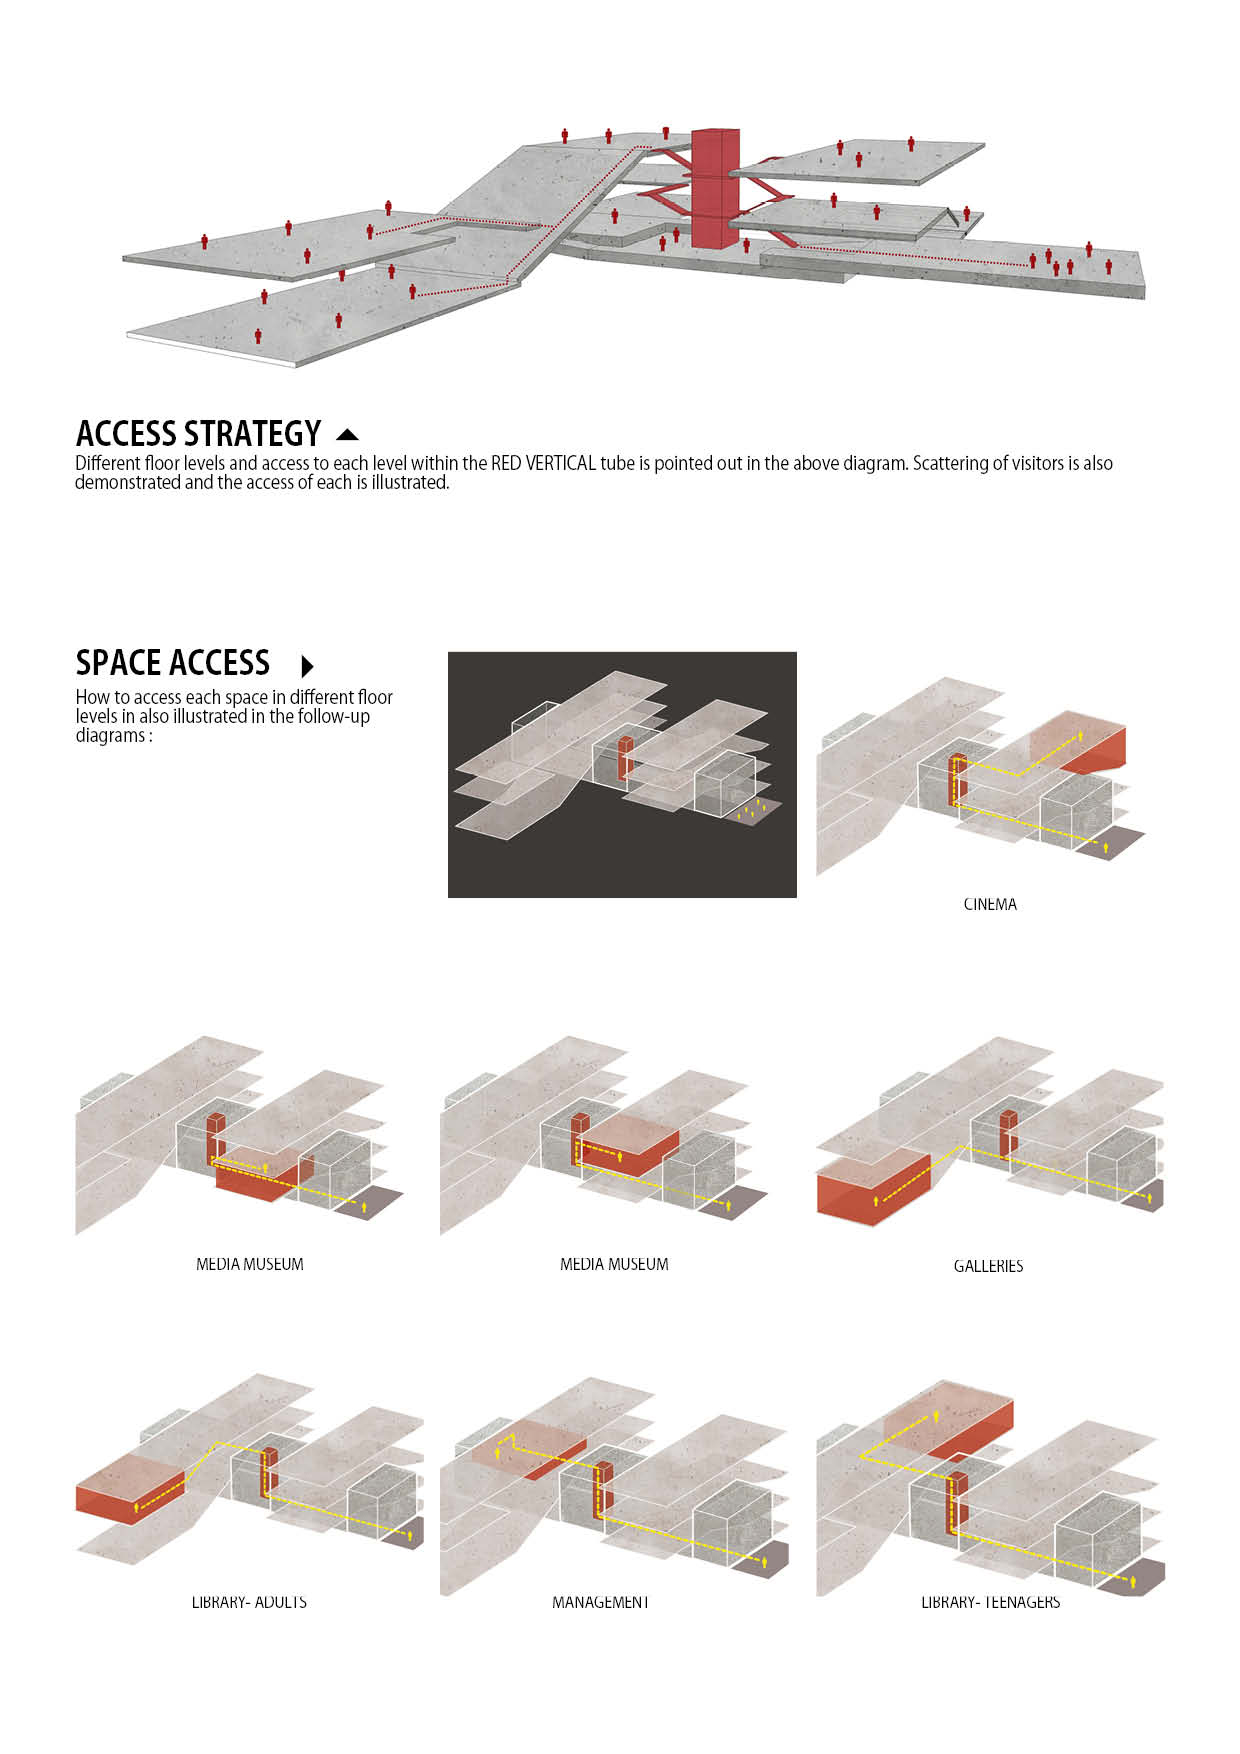 ACCESS STRATEGY
Different floor levels and access to each level within the RED VERTICAL tube is pointed out in the above diagram. Scattering of visitors is also
demonstrated and the access of each is illustrated.
SPACE ACCESS
How to access each space in different floor
levels in also illustrated in the follow-up
diagrams :
CINEMA
MEDIA MUSEUM
MEDIA MUSEUM
GALLERIES
LIBRARY- ADULTS
MANAGEMENT
LIBRARY- TEENAGERS